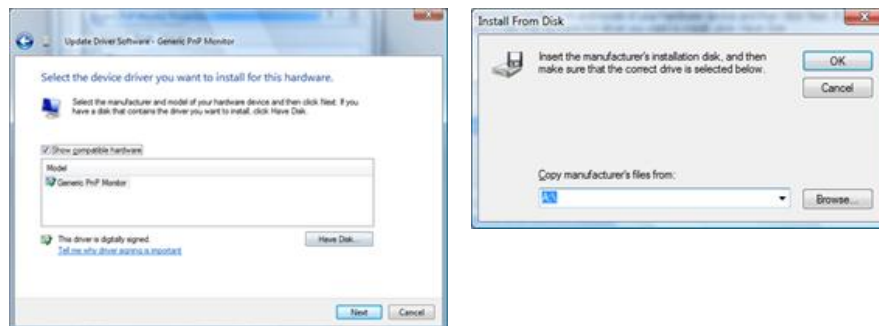 Update Driver Software - Generic PnP Monitor
Select the device driver you want to install for this hardware.
Select the manufacturer and model of your hardware device and then click Next. If you
have a disk that contains the driver you want to install, click Have Disk.
Show compatible hardware
Model
Generic PnP Monitor
This driver is digitally signed.
Tell me why driver signing is important
Have Disk...
Next
Cancel
Install From Disk
Insert the manufacturer's installation disk, and then
make sure that the correct drive is selected below.
OK
Cancel
Copy manufacturer's files from:
A:\
Browse...